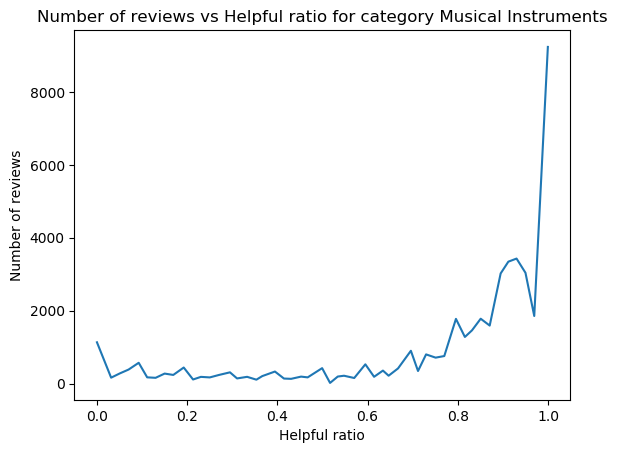 Number of reviews vs Helpful ratio for category Musical Instruments
8000
6000
4000
2000
0
Number of reviews
0.0 0.2 0.4 0.6 0.8 1.0
Helpful ratio